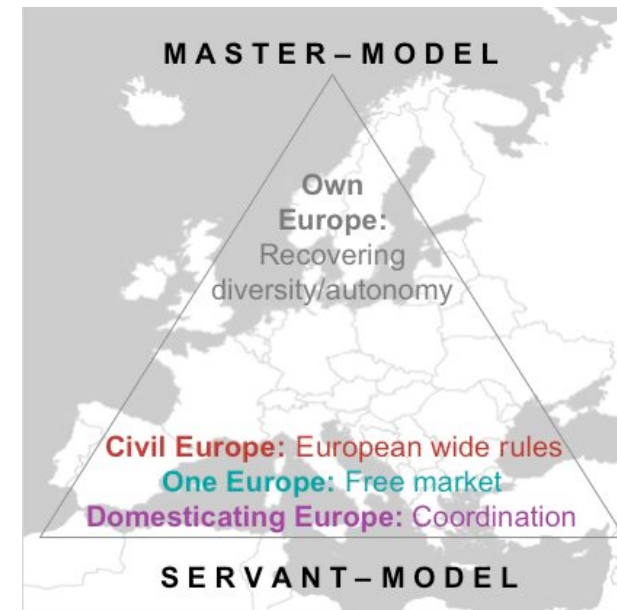 MASTER–MODEL
Own
Europe:
Recovering
diversity/autonomy
Civil Europe: European wide rules
One Europe: Free market
Domesticating Europe: Coordination
SERVANT–MODEL